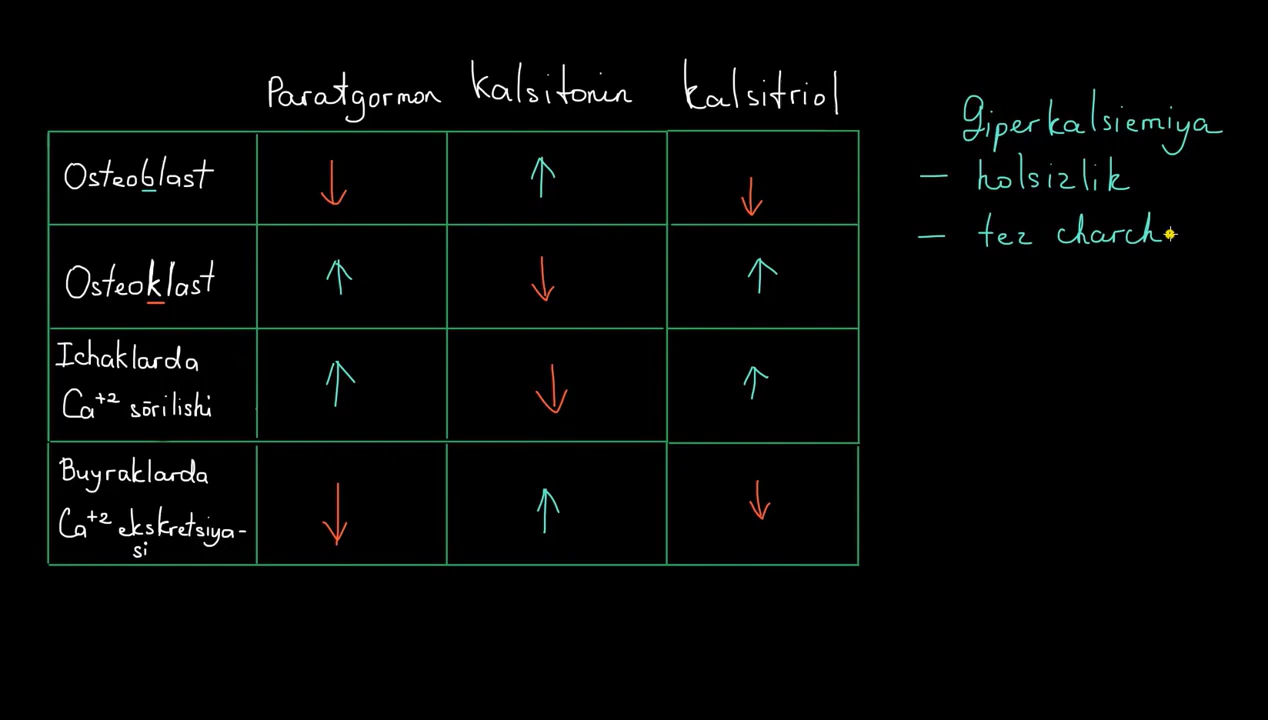 Paratgormon Kalsitonin Kalsitriol
Osteoblast ↓ ↑ ↓
Osteoklast ↑ ↓ ↑
Ichaklarda
Ca+2 sōrilishi ↑ ↓ ↑
Buyraklarda
Ca+2 ekskretsiya-
si ↓ ↑ ↓
Giperkalsiemiya
— holsizlik
— tez charch